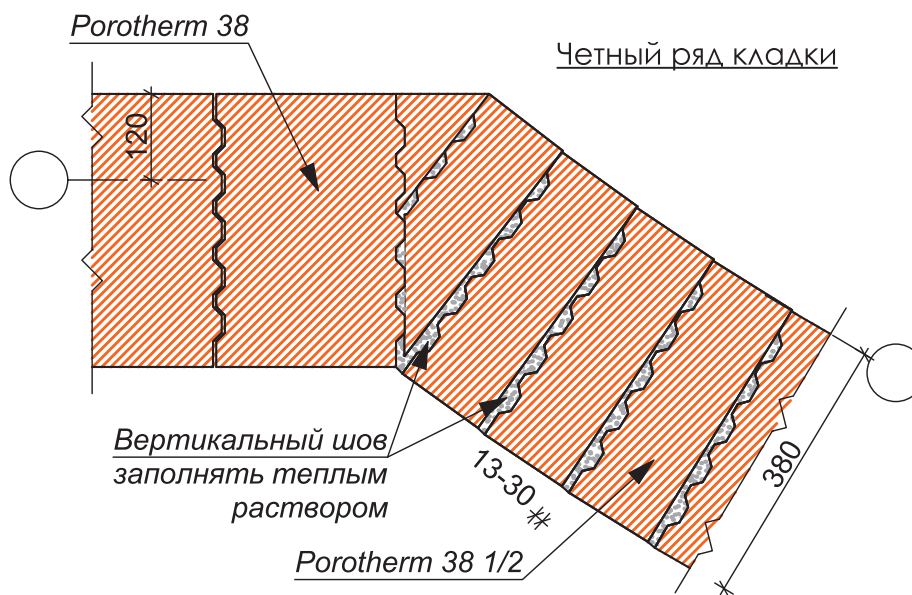 Porotherm 38
Четный ряд кладки
120
Вертикальный шов
заполнять теплым
раствором
13-30 **
380
Porotherm 38 1/2